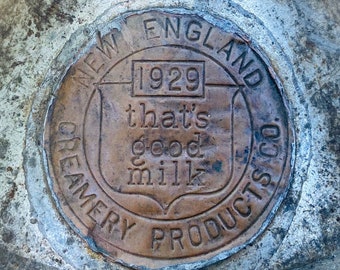 NEW ENGLAND
1929
that's
good
milk
CREAMERY PRODUCTS CO.